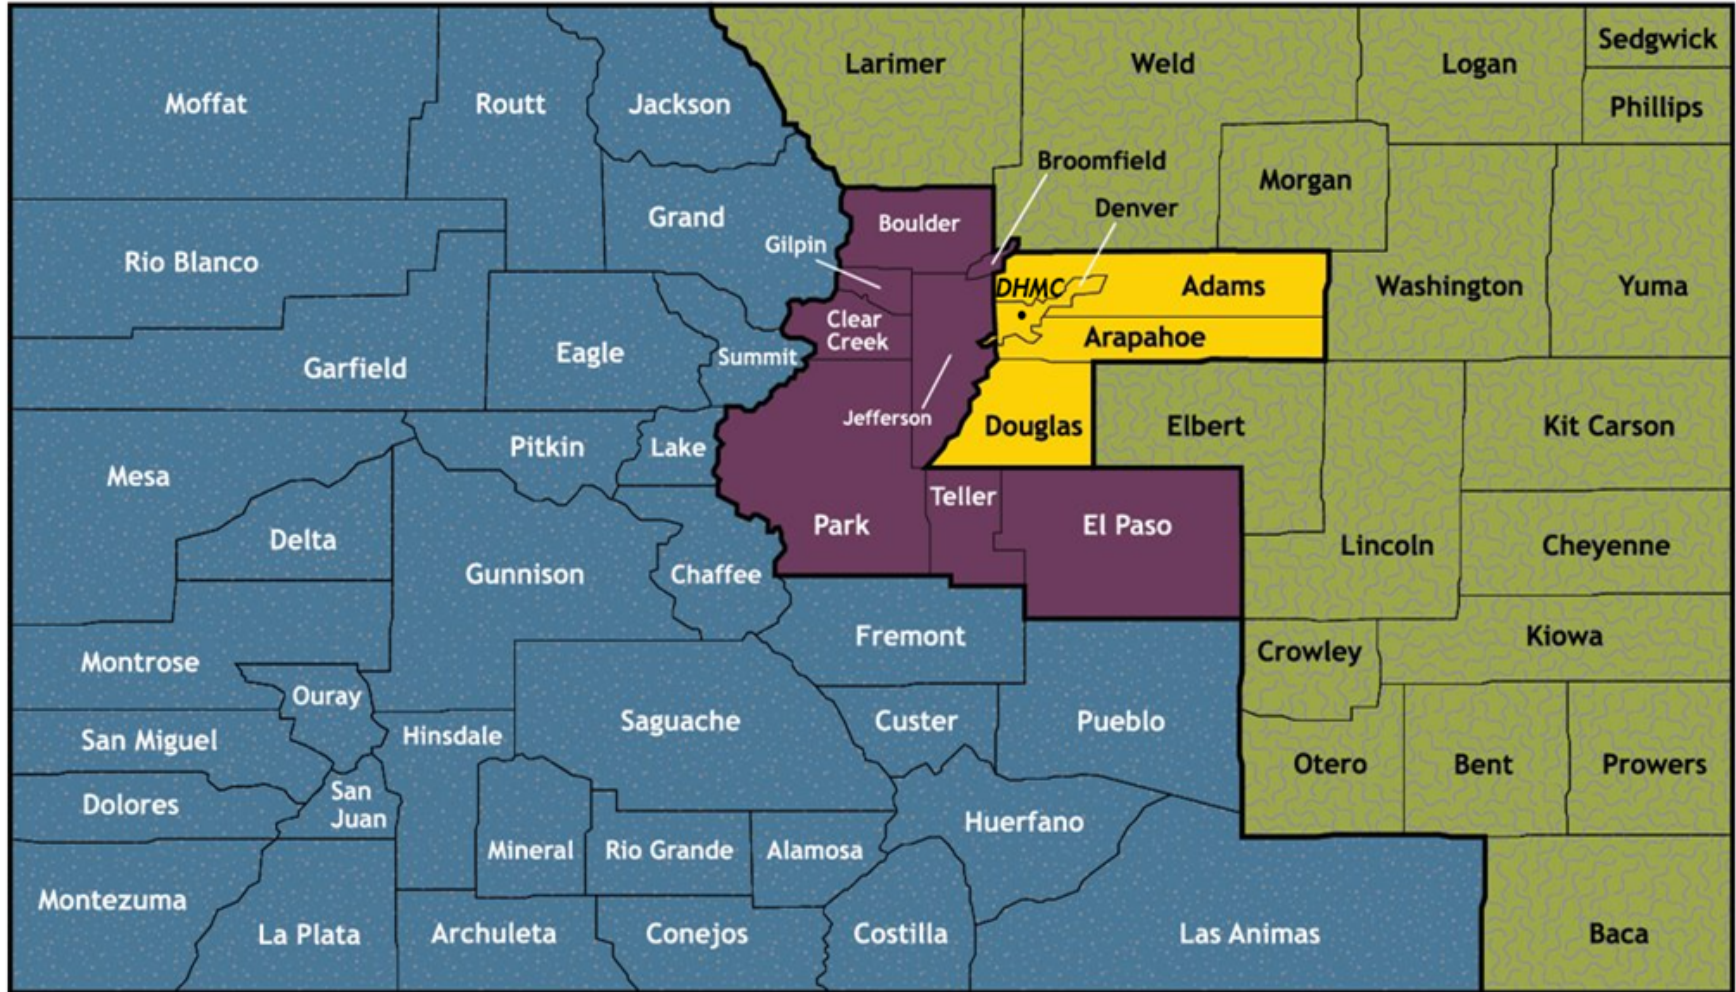 Sedgwick
Larimer
Weld
Logan
Moffat
Routt
Jackson
Phillips
Broomfield
Morgan
Denver
Grand
Boulder
Gilpin
Rio Blanco
DHMC
Adams
Washington
Yuma
Clear
Creek
Arapahoe
Eagle
Summit
Garfield
Jefferson
Douglas
Elbert
Kit Carson
Pitkin
Lake
Mesa
Teller
Park
El Paso
Delta
Lincoln
Cheyenne
Gunnison
Chaffee
Fremont
Kiowa
Crowley
Montrose
Ouray
Saguache
Custer
Pueblo
Hinsdale
San Miguel
Otero
Bent
Prowers
San
Juan
Dolores
Huerfano
Mineral
Rio Grande
Alamosa
Montezuma
La Plata
Archuleta
Conejos
Costilla
Las Animas
Baca